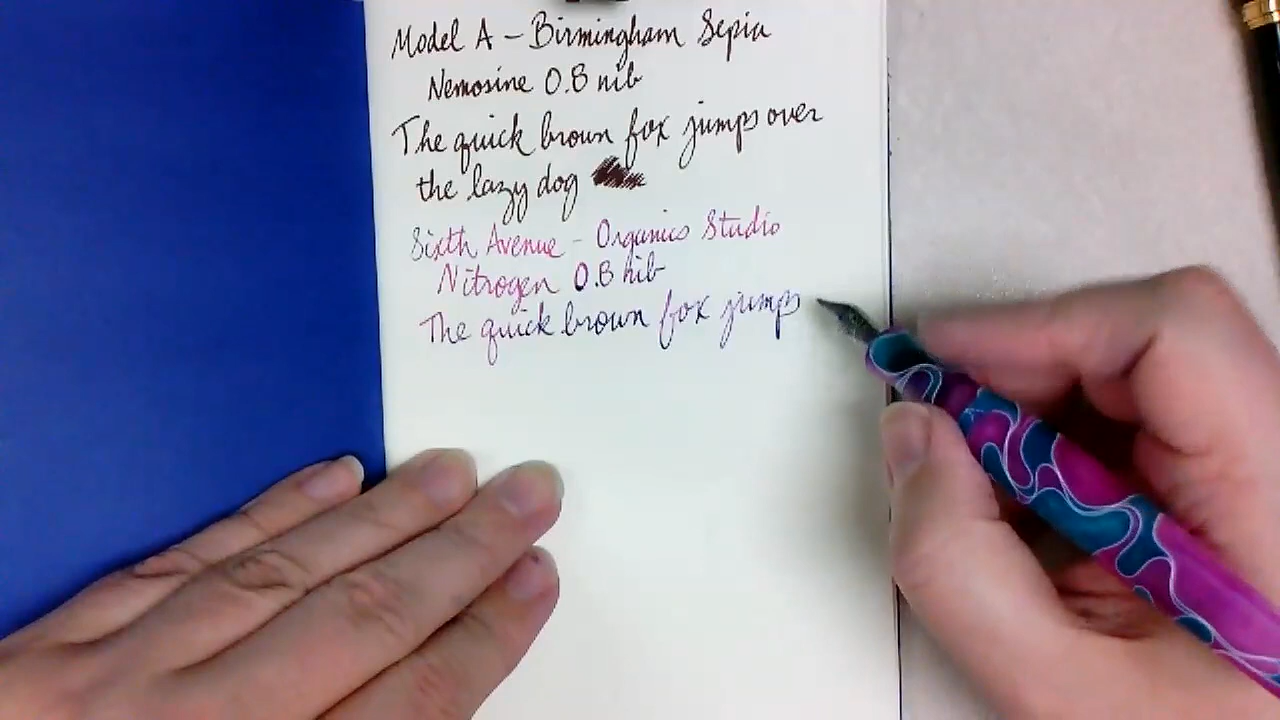 Model A - Birmingham Sepia
Nemosine 0.8 nib
The quick brown fox jumps over
the lazy dog
Sixth Avenue - Organics Studio
Nitrogen 0.8 nib
The quick brown fox jumps